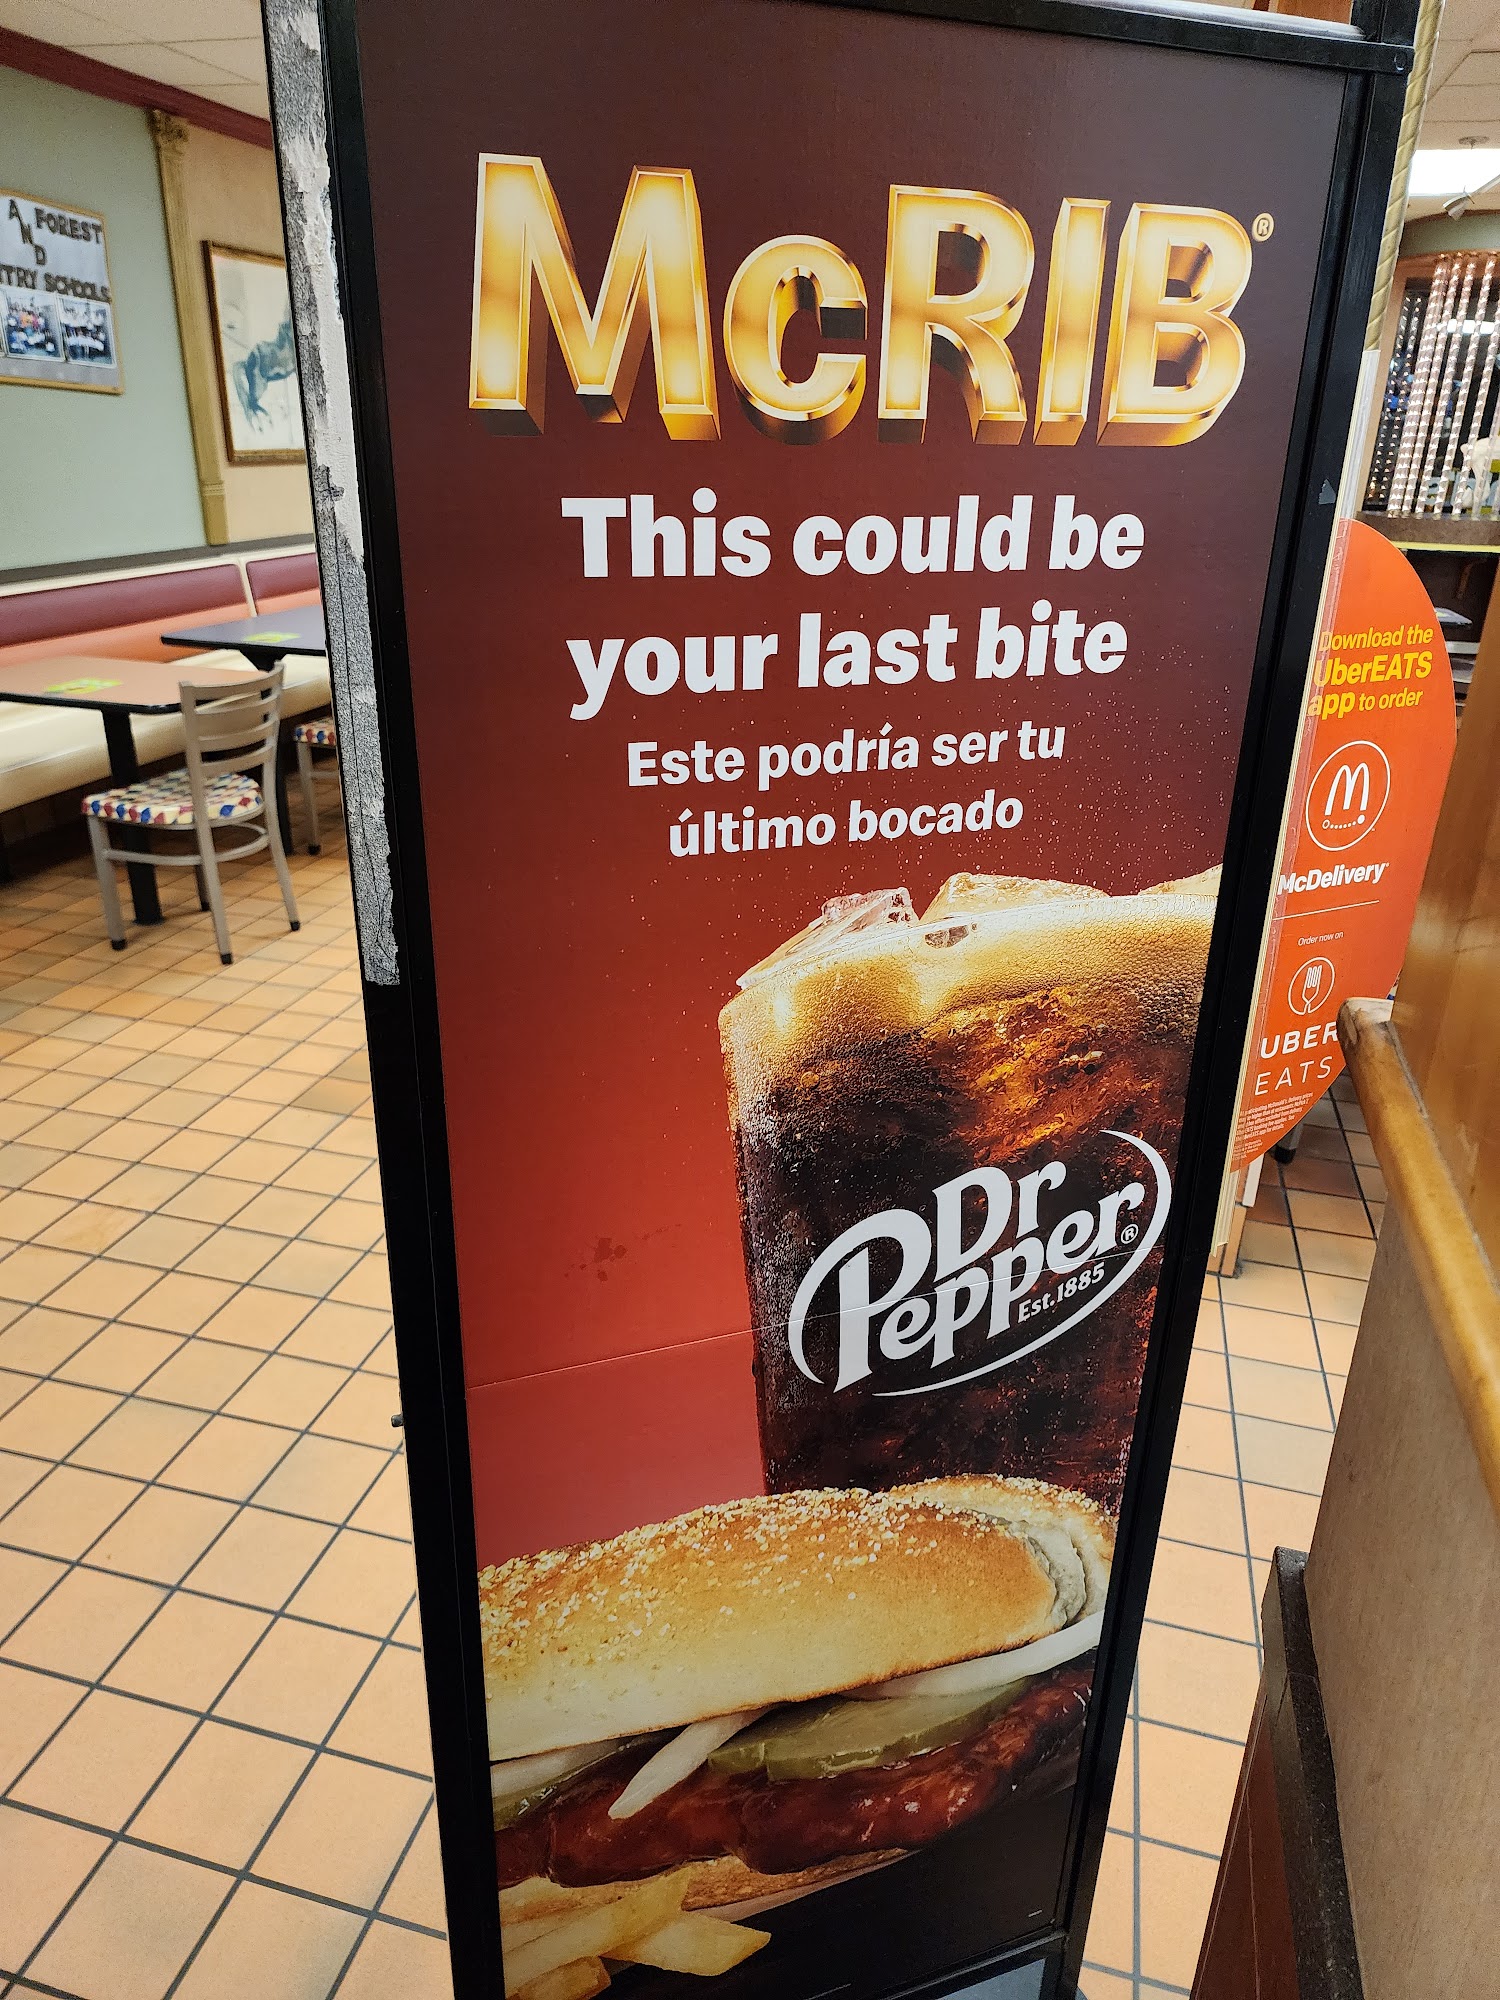 McRIB®
This could be
your last bite
Este podría ser tu
último bocado
Dr
Pepper®
Est. 1885
A FOREST
N
D
TRY SCHOOLS
Download the
UberEATS
app to order
McDelivery
Order now on
UBER
EATS